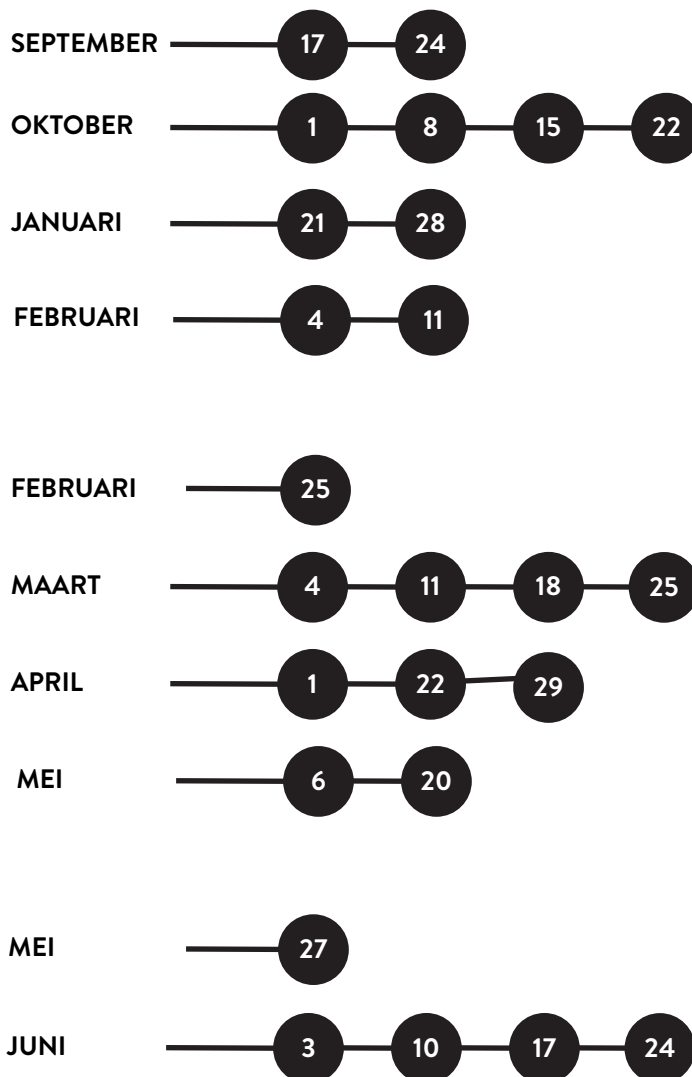 SEPTEMBER 17 24
OKTOBER 1 8 15 22
JANUARI 21 28
FEBRUARI 4 11
FEBRUARI 25
MAART 4 11 18 25
APRIL 1 22 29
MEI 6 20
MEI 27
JUNI 3 10 17 24